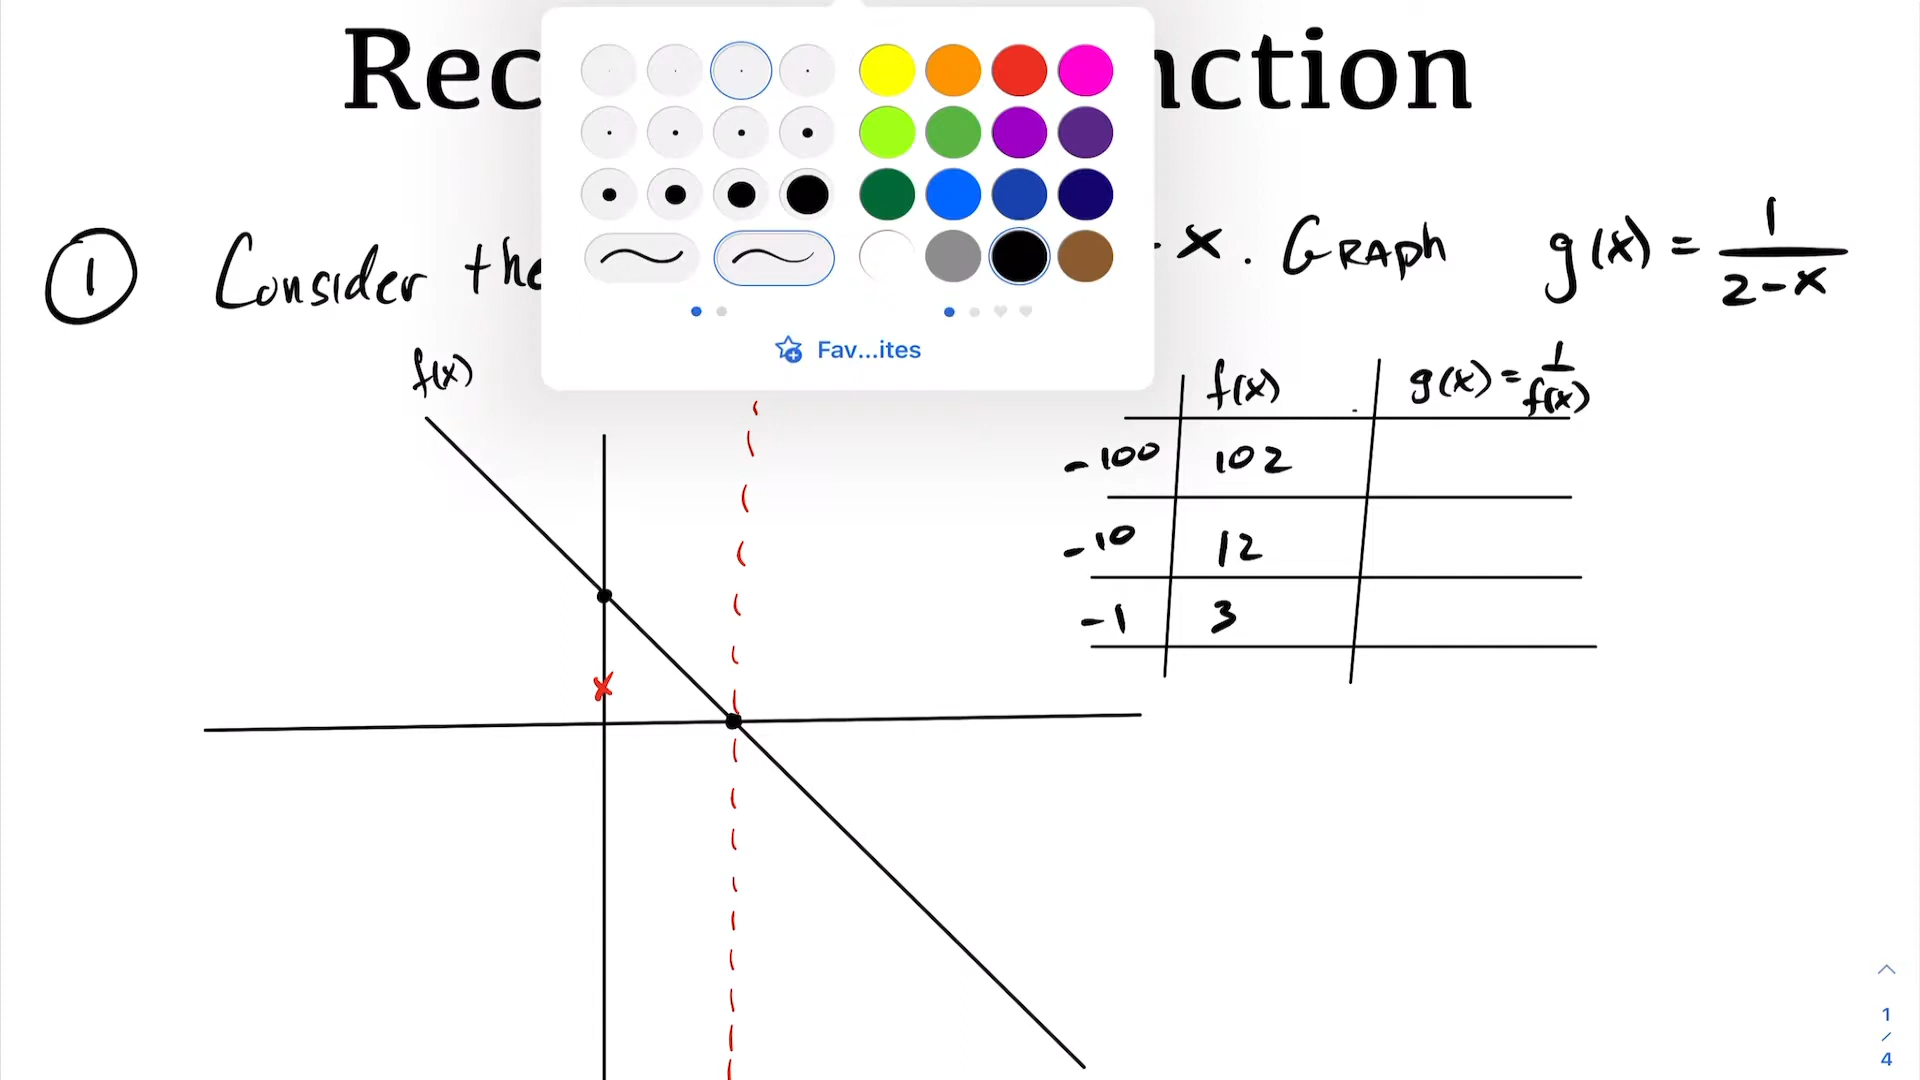 Rec nction
1 Consider the - x. GRAPH g(x) = 1/(2-x)
Fav...ites
f(x)
f(x) g(x) = 1/f(x)
-100 102
-10 12
-1 3
x
1
/
4